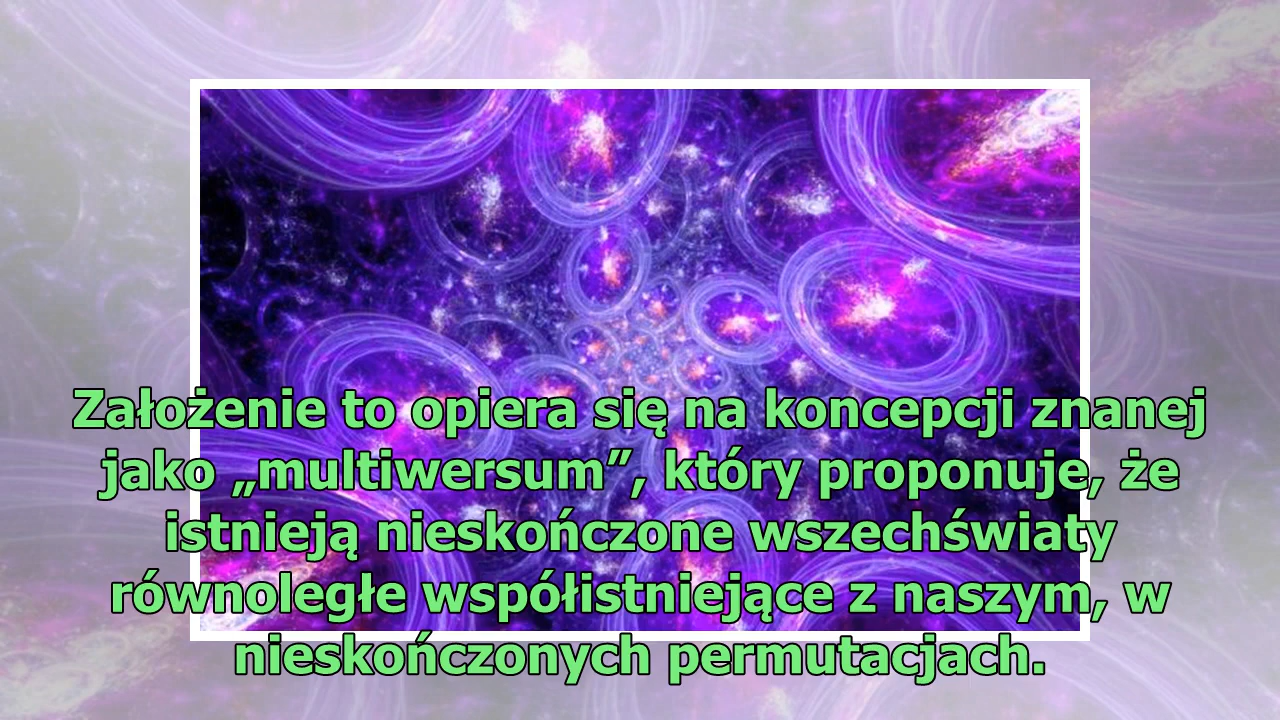 Założenie to opiera się na koncepcji znanej
jako „multiwersum”, który proponuje, że
istnieją nieskończone wszechświaty
równoległe współistniejące z naszym, w
nieskończonych permutacjach.